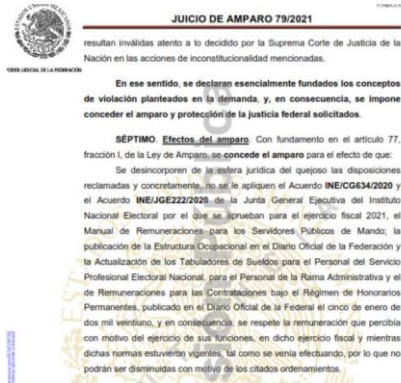 JUICIO DE AMPARO 79/2021
PODER JUDICIAL DE LA FEDERACIÓN
resultan inválidas atento a lo decidido por la Suprema Corte de Justicia de la
Nación en las acciones de inconstitucionalidad mencionadas.
En ese sentido, se declaran esencialmente fundados los conceptos
de violación planteados en la demanda, y, en consecuencia, se impone
conceder el amparo y protección de la justicia federal solicitados.
SÉPTIMO. Efectos del amparo. Con fundamento en el artículo 77,
fracción I, de la Ley de Amparo, se concede el amparo para el efecto de que:
Se desincorporen de la esfera jurídica del quejoso las disposiciones
reclamadas y concretamente, no se le apliquen el Acuerdo INE/CG634/2020 y
el Acuerdo INE/JGE222/2020 de la Junta General Ejecutiva del Instituto
Nacional Electoral por el que se aprueban para el ejercicio fiscal 2021, el
Manual de Remuneraciones para los Servidores Públicos de Mando; la
publicación de la Estructura Ocupacional en el Diario Oficial de la Federación y
la Actualización de los Tabuladores de Sueldos para el Personal del Servicio
Profesional Electoral Nacional, para el Personal de la Rama Administrativa y el
de Remuneraciones para las Contrataciones bajo el Régimen de Honorarios
Permanentes, publicado en el Diario Oficial de la Federal el cinco de enero de
dos mil veintiuno, y en consecuencia, se respete la remuneración que percibía
con motivo del ejercicio de sus funciones, en dicho ejercicio fiscal y mientras
dichas normas estuvieron vigentes, tal como se venía efectuando, por lo que no
podrán ser disminuidas con motivo de los citados ordenamientos.